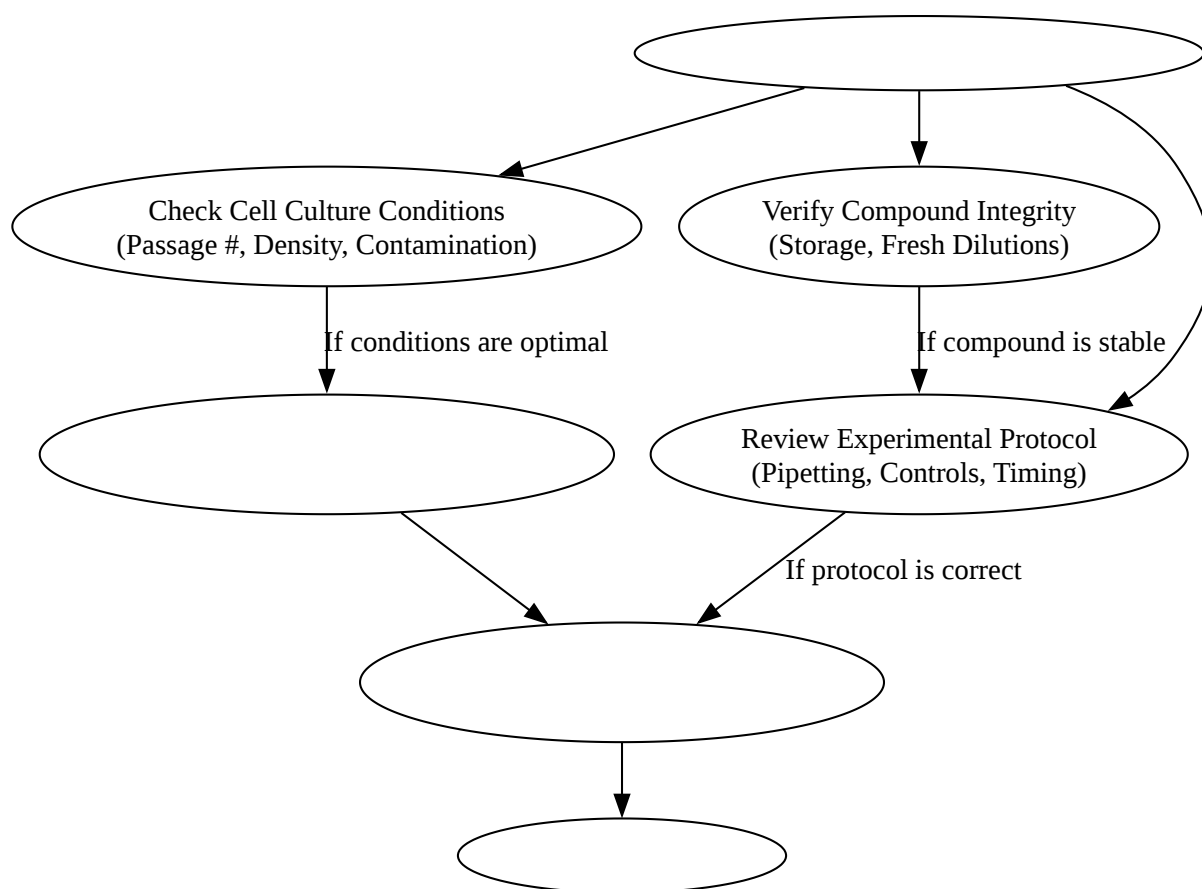 Check Cell Culture Conditions
(Passage #, Density, Contamination)
Verify Compound Integrity
(Storage, Fresh Dilutions)
If conditions are optimal
If compound is stable
Review Experimental Protocol
(Pipetting, Controls, Timing)
If protocol is correct